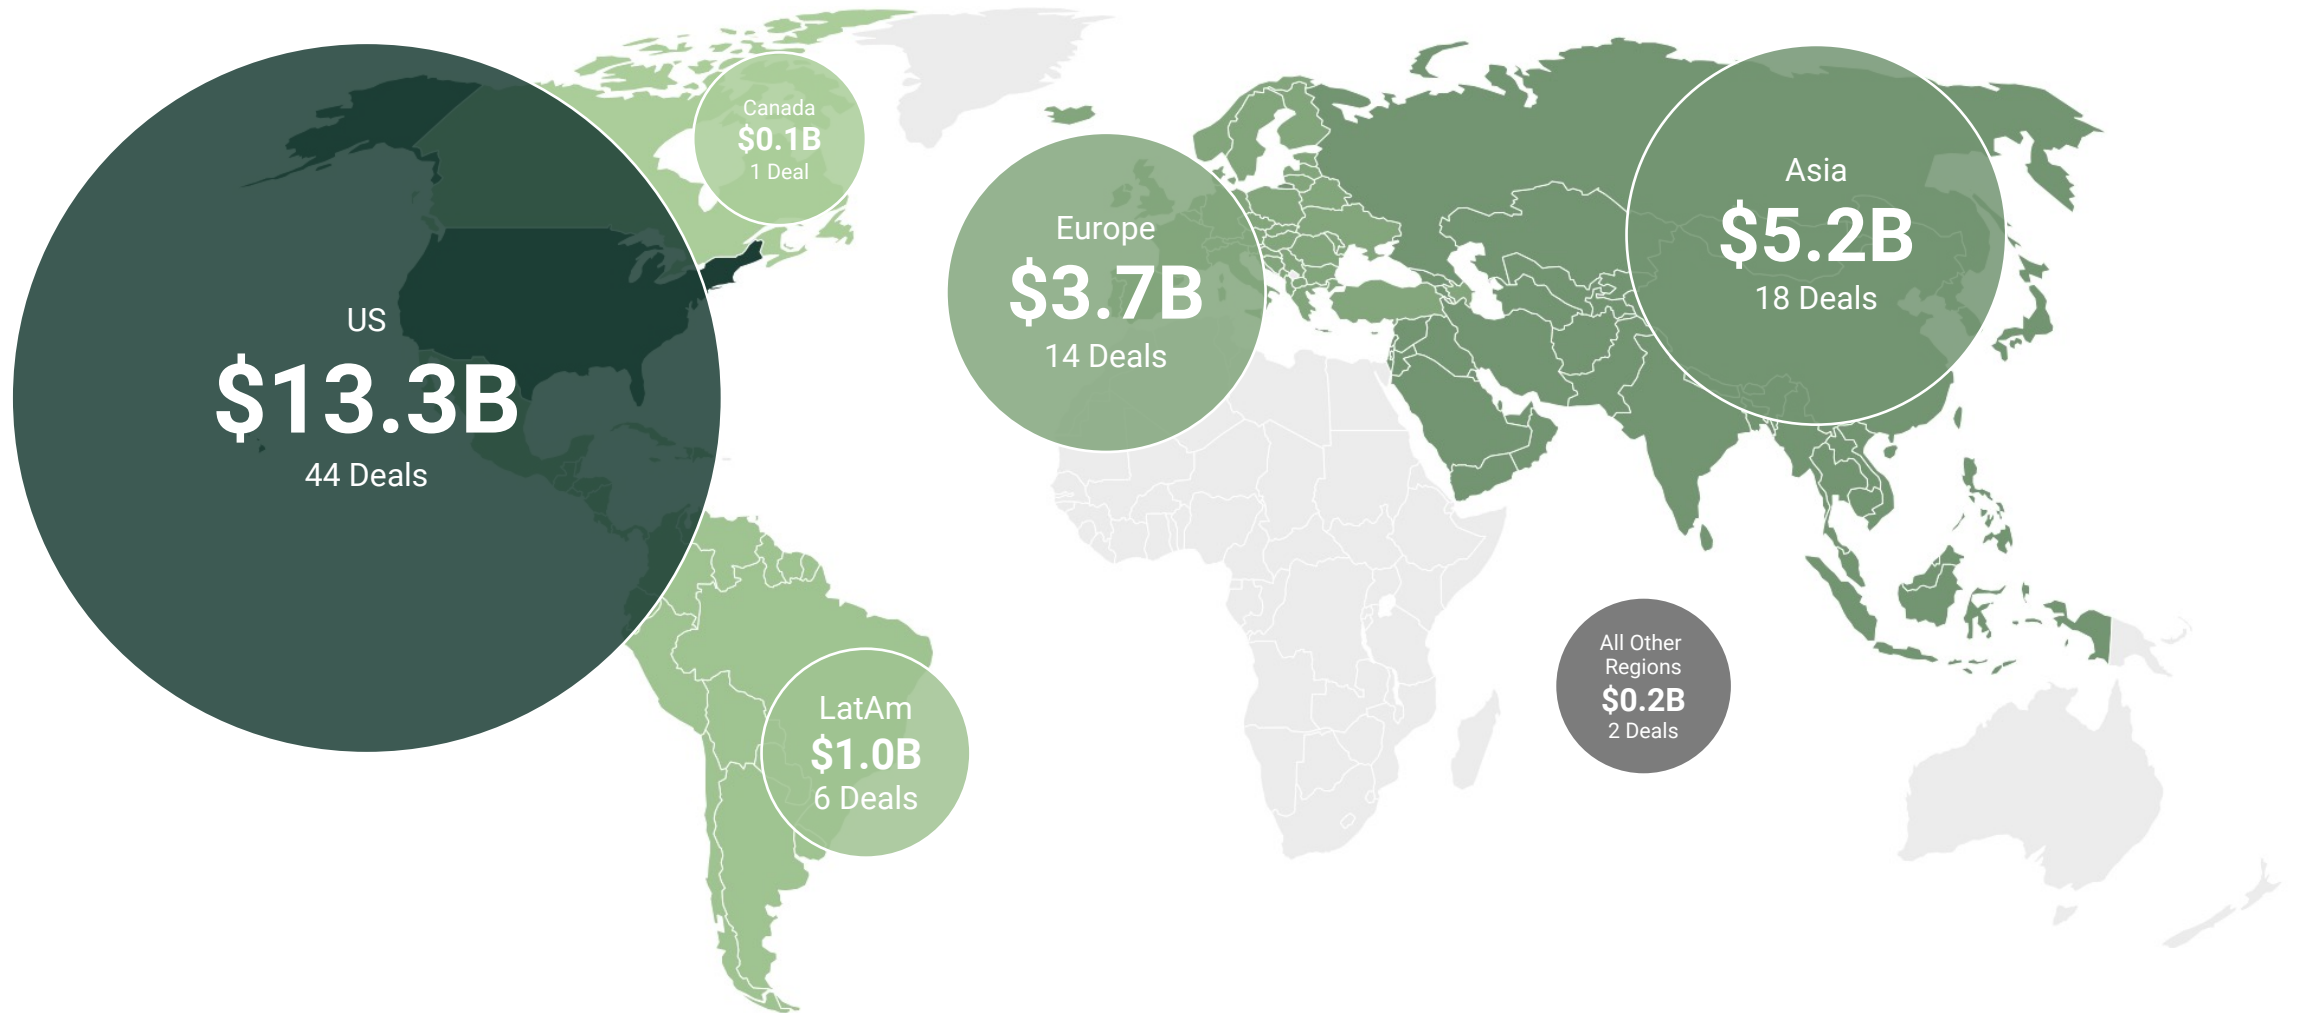 Canada
$0.1B
1 Deal
US
$13.3B
44 Deals
Europe
$3.7B
14 Deals
Asia
$5.2B
18 Deals
LatAm
$1.0B
6 Deals
All Other
Regions
$0.2B
2 Deals